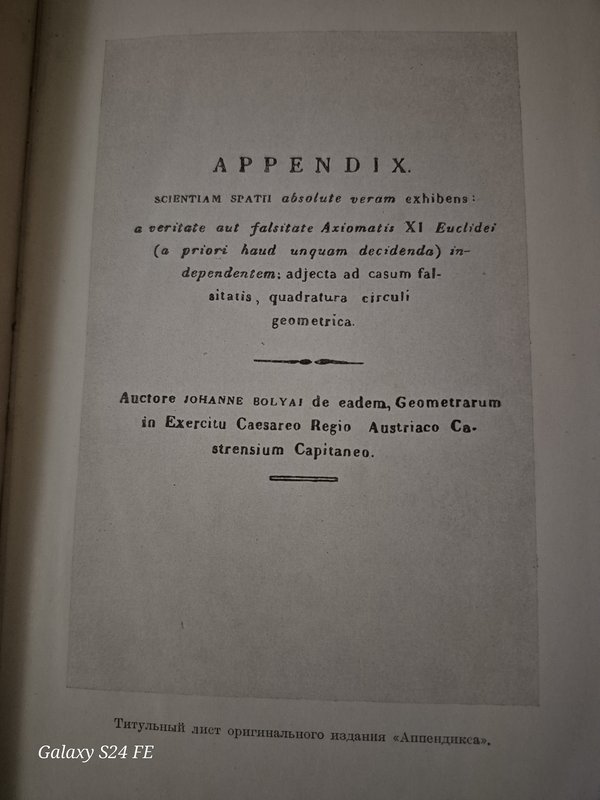 APPENDIX.
SCIENTIAM SPATII absolute veram exhibens:
a veritate aut falsitate Axiomatis XI Euclidei
(a priori haud unquam decidenda) in-
dependentem; adjecta ad casum fal-
sitatis, quadratura circuli
geometrica.
Auctore JOHANNE BOLYAI de eadem, Geometrarum
in Exercitu Caesareo Regio Austriaco Ca-
strensium Capitaneo.
Титульный лист оригинального издания «Аппендикса».
Galaxy S24 FE